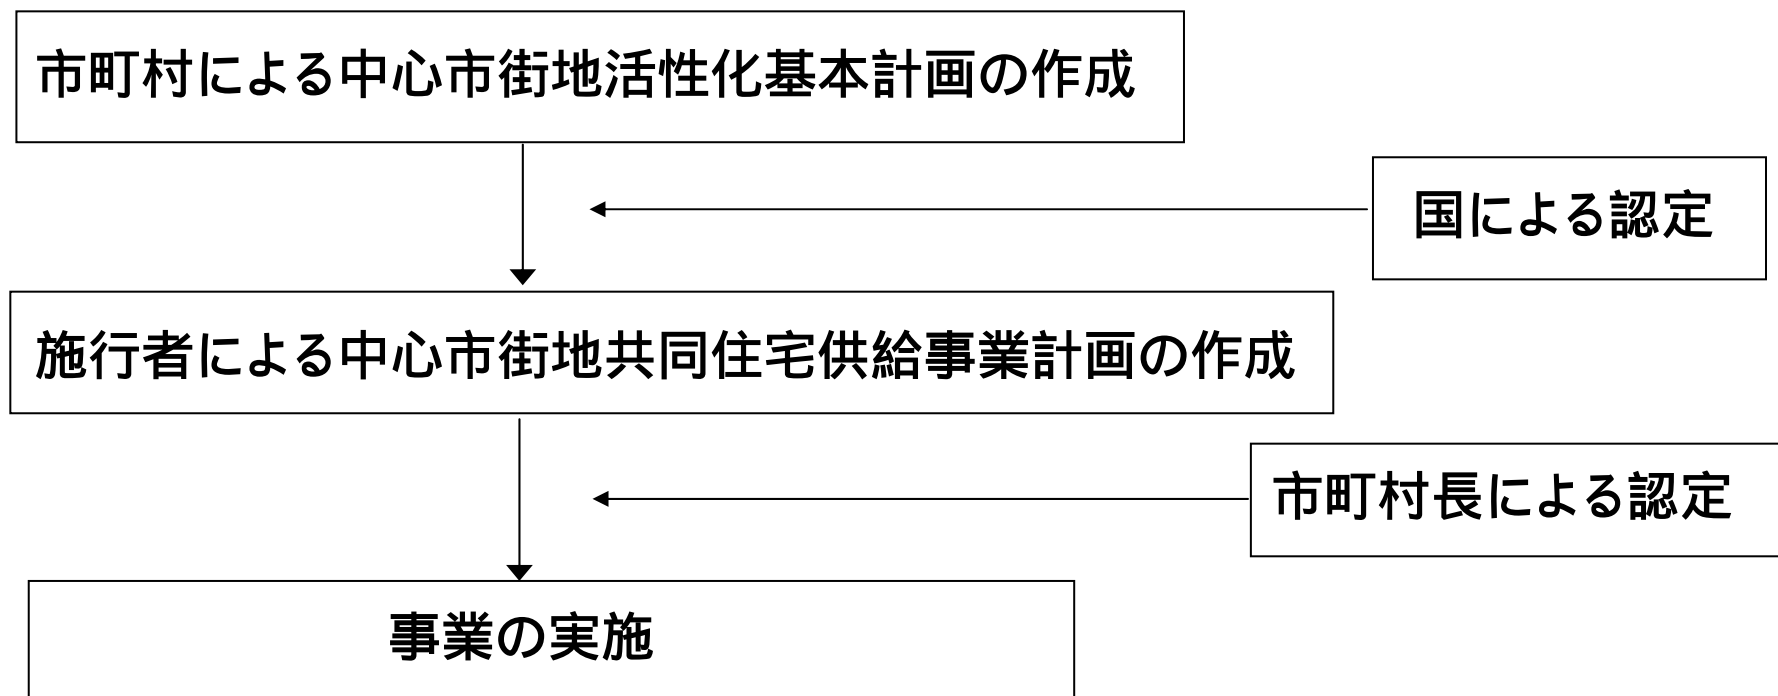 市町村による中心市街地活性化基本計画の作成
国による認定
施行者による中心市街地共同住宅供給事業計画の作成
市町村長による認定
事業の実施